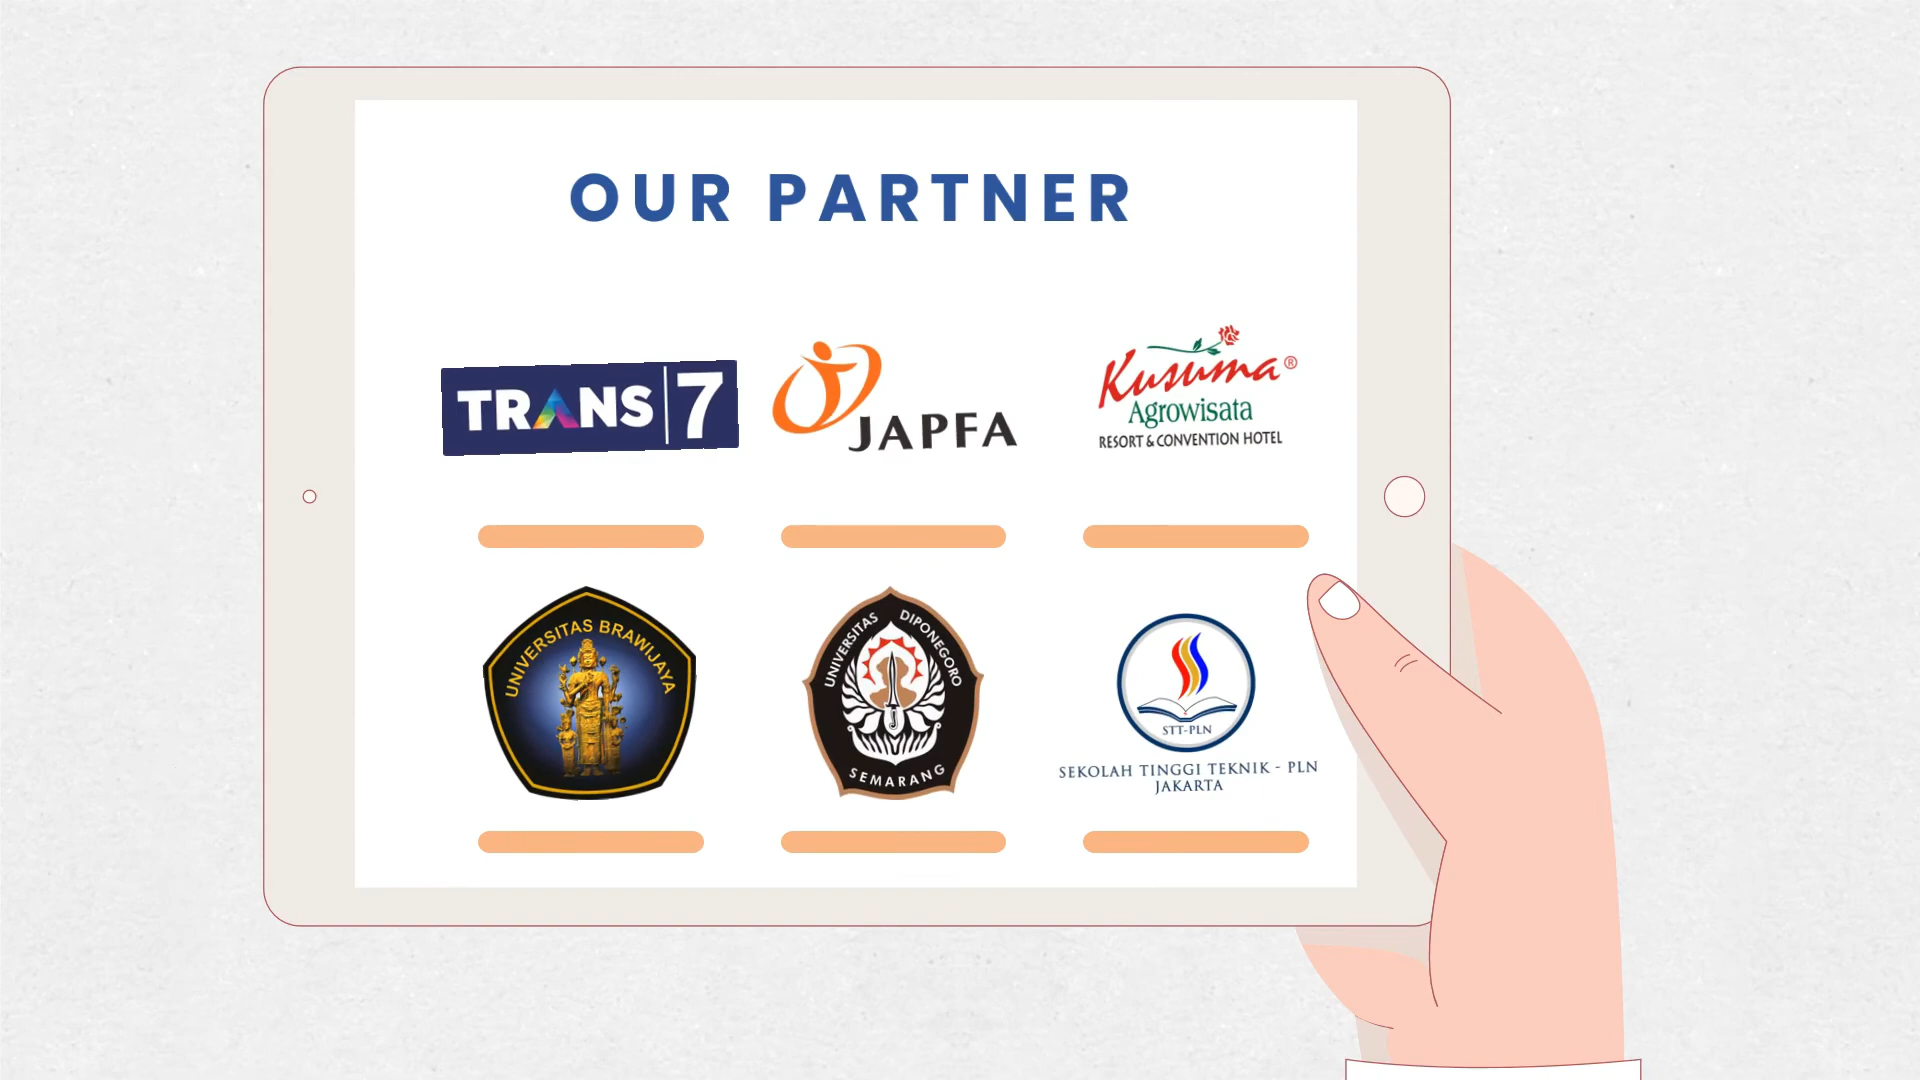 OUR PARTNER
TRANS 7
JAPFA
Kusuma®
Agrowisata
RESORT & CONVENTION HOTEL
UNIVERSITAS BRAWIJAYA
UNIVERSITAS DIPONEGORO
SEMARANG
STT-PLN
SEKOLAH TINGGI TEKNIK - PLN
JAKARTA